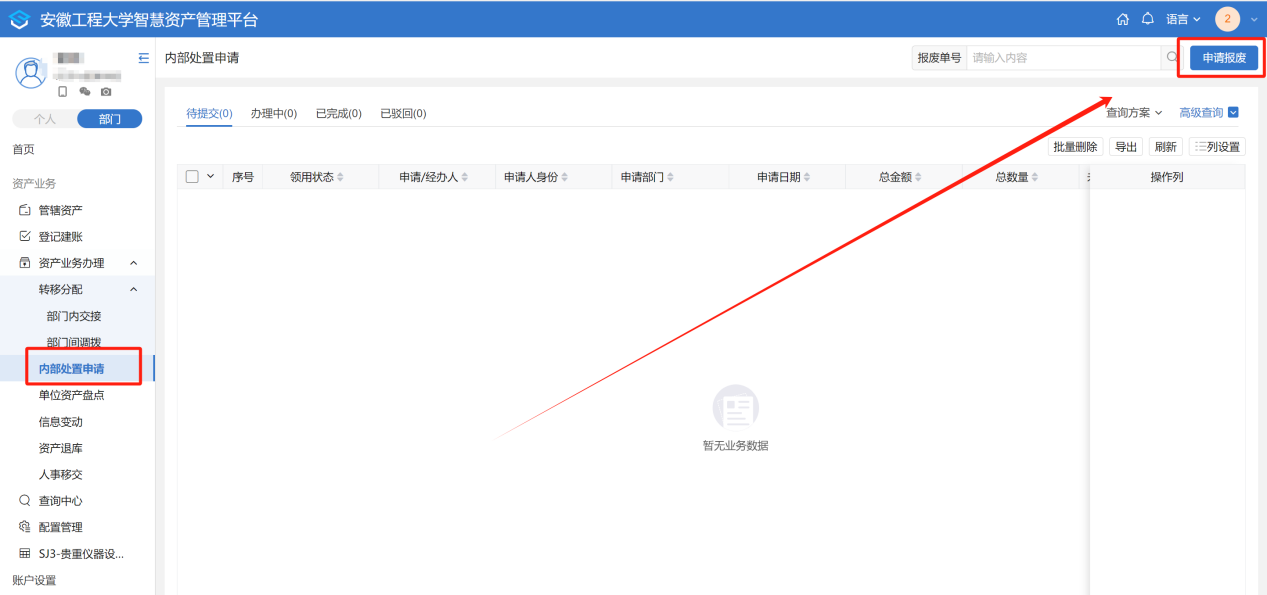 安徽工程大学智慧资产管理平台
语言
2
内部处置申请
报废单号
请输入内容
申请报废
个人
部门
首页
资产业务
管辖资产
登记建账
资产业务办理
转移分配
部门内交接
部门间调拨
内部处置申请
单位资产盘点
信息变动
资产退库
人事移交
查询中心
配置管理
SJ3-贵重仪器设...
账户设置
待提交(0) 办理中(0) 已完成(0) 已驳回(0)
查询方案
高级查询
批量删除 导出 刷新 列设置
序号 领用状态 申请/经办人 申请人身份 申请部门 申请日期 总金额 总数量 操作列
暂无业务数据